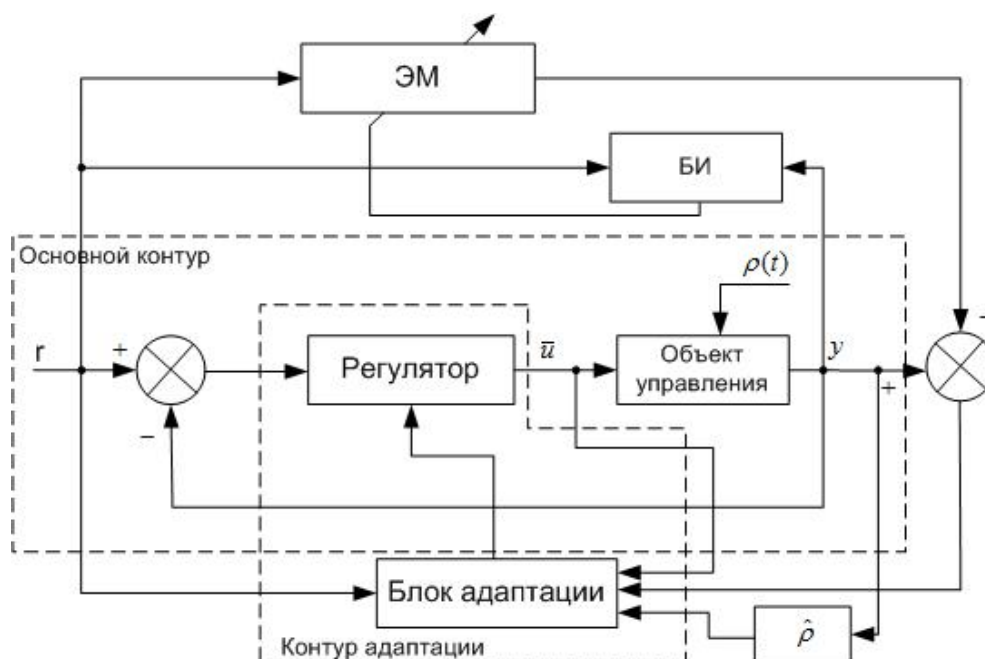 ЭМ
БИ
Основной контур
ρ(t)
r
+
Регулятор
u̅
Объект
управления
y
-
+
−
Блок адаптации
ρ̂
Контур адаптации